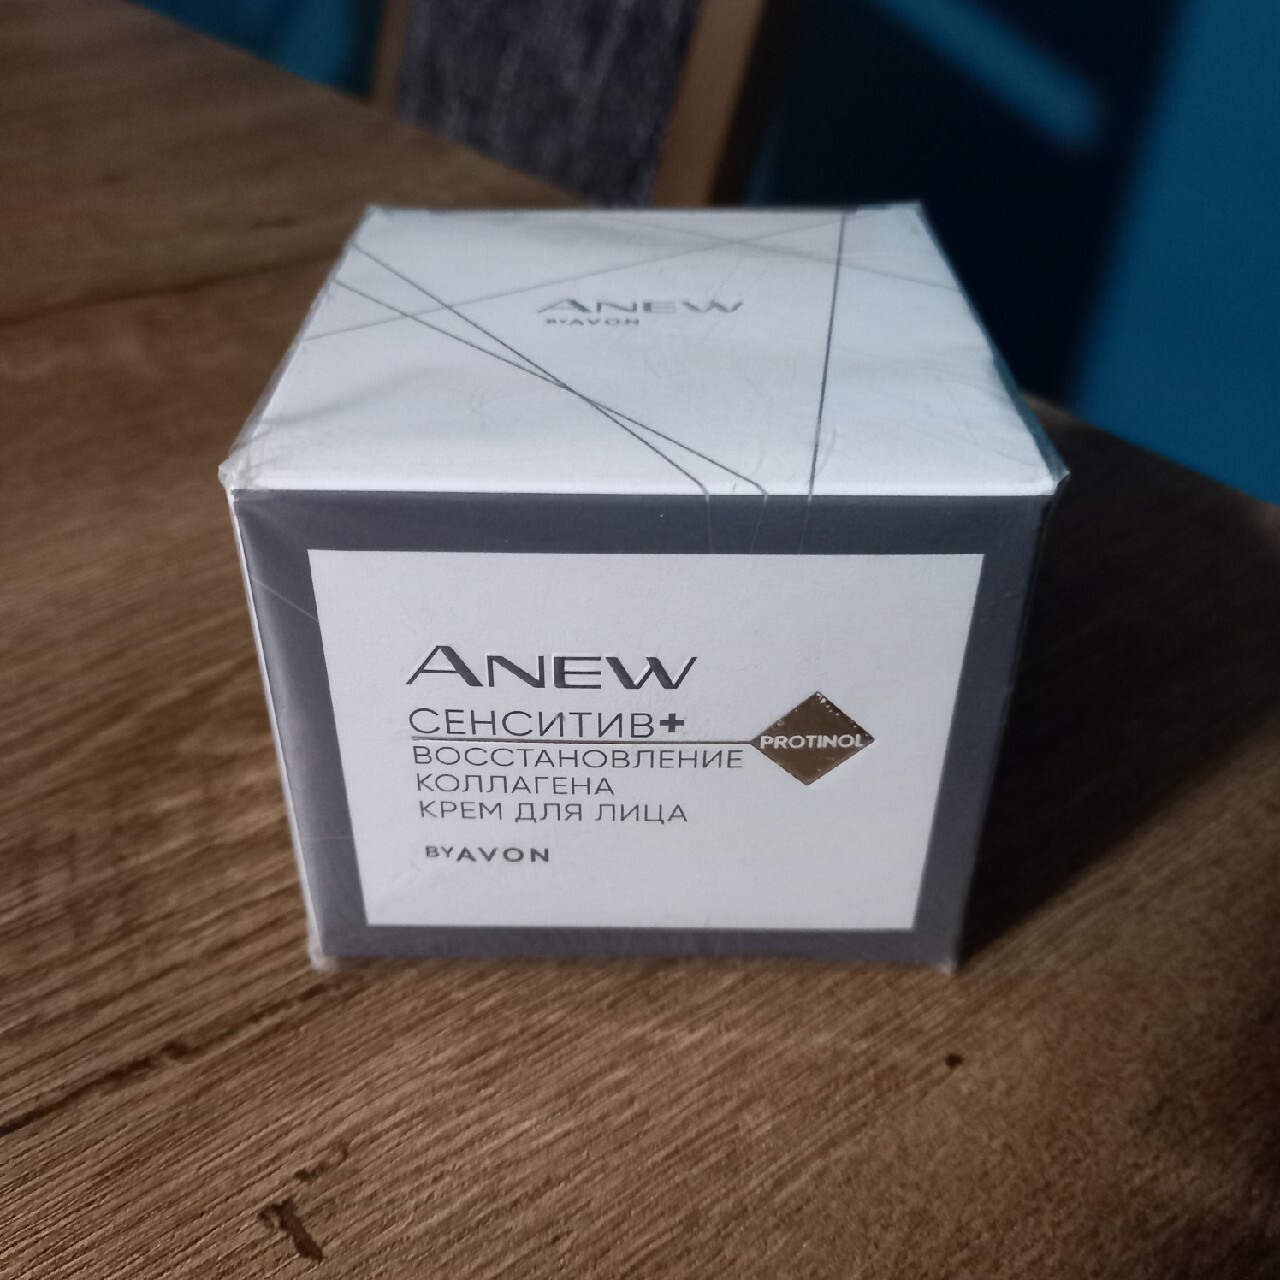 ANEW
BY AVON
ANEW
СЕНСИТИВ+
PROTINOL
ВОССТАНОВЛЕНИЕ
КОЛЛАГЕНА
КРЕМ ДЛЯ ЛИЦА
BY AVON